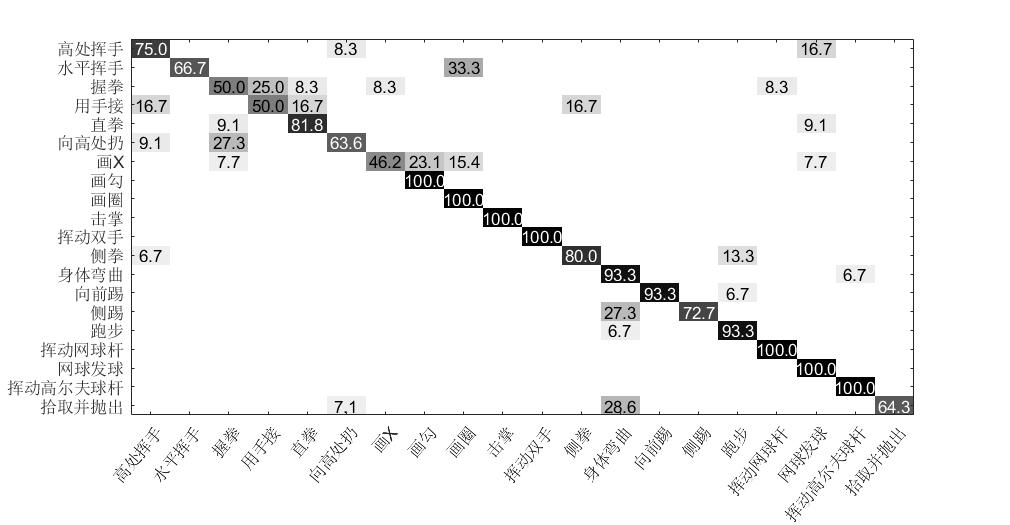 高处挥手 75.0 8.3 16.7
水平挥手 66.7 33.3
握拳 50.0 25.0 8.3 8.3 8.3
用手接 16.7 50.0 16.7 16.7
直拳 9.1 81.8 9.1
向高处扔 9.1 27.3 63.6
画X 7.7 46.2 23.1 15.4 7.7
画勾 100.0
画圈 100.0
击掌 100.0
挥动双手 100.0
侧拳 6.7 80.0 13.3
身体弯曲 93.3 6.7
向前踢 93.3 6.7
侧踢 27.3 72.7
跑步 6.7 93.3
挥动网球杆 100.0
网球发球 100.0
挥动高尔夫球杆 100.0
拾取并抛出 7.1 28.6 64.3
高处挥手
水平挥手
握拳
用手接
直拳
向高处扔
画X
画勾
画圈
击掌
挥动双手
侧拳
身体弯曲
向前踢
侧踢
跑步
挥动网球杆
网球发球
挥动高尔夫球杆
拾取并抛出